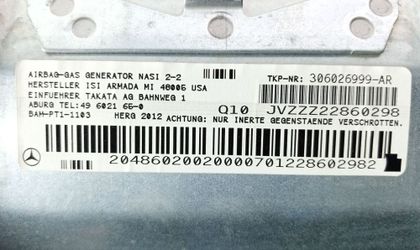 AIRBAG-GAS GENERATOR NASI 2-2
TKP-NR: 306026999-AR
HERSTELLER ISI ARMADA MI 48005 USA
EINFUEHRER TAKATA AG BAHNWEG 1
ABURG TEL:49 6021 65-0
Q10 JVZZZ22860298
BAM-PT1-1103 HERG 2012 ACHTUNG: NUR INERTE GEGENSTAENDE VERSCHROTTEN.
2048602002000070122860298 2